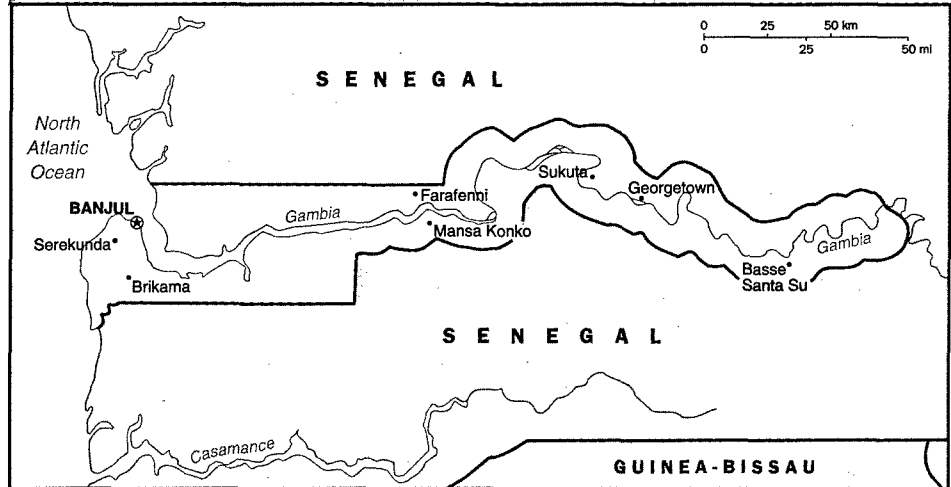 0 25 50 km
0 25 50 mi
SENEGAL
North
Atlantic
Ocean
Sukuta
Georgetown
Farafenni
BANJUL
Gambia
Mansa Konko
Serekunda
Gambia
Basse
Santa Su
Brikama
SENEGAL
Casamance
GUINEA-BISSAU